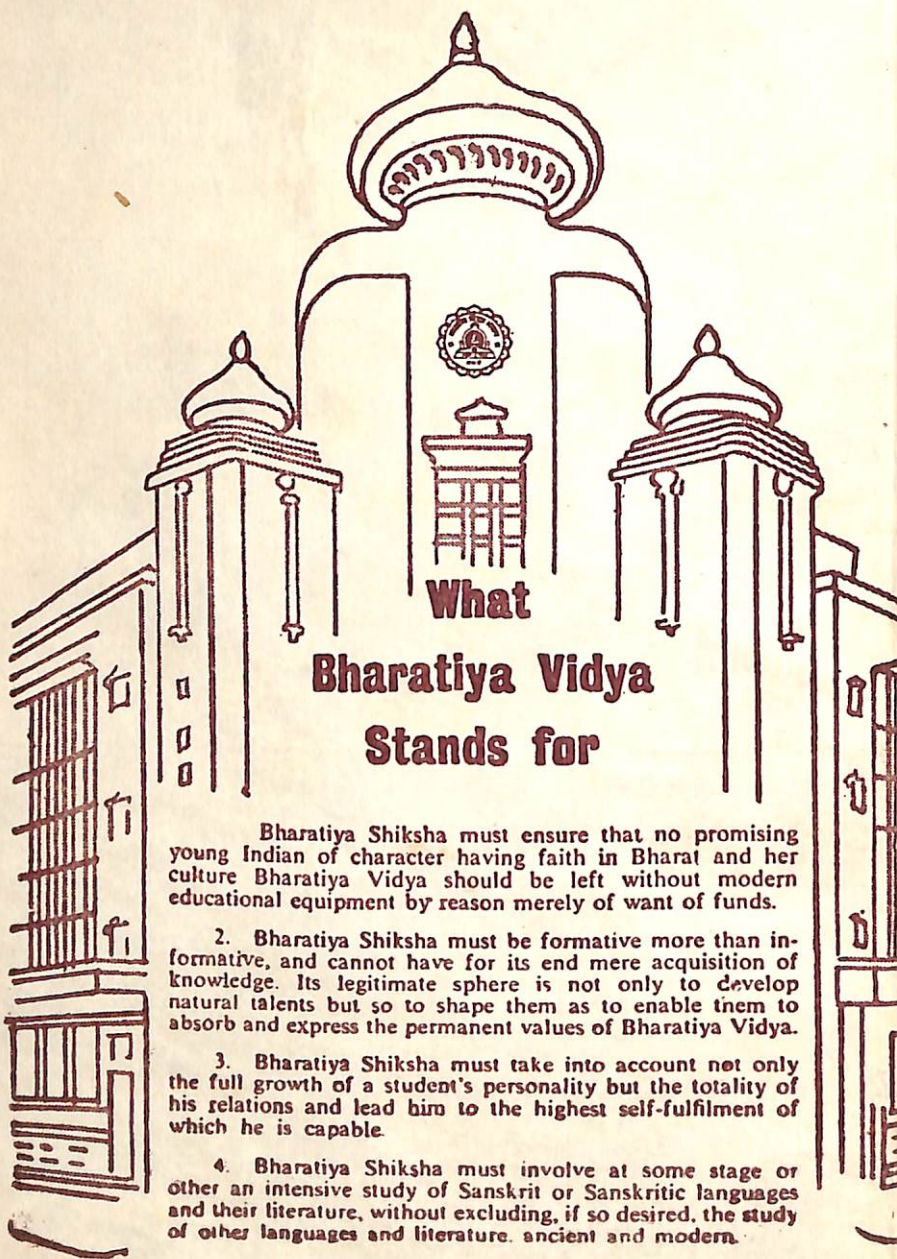 What
Bharatiya Vidya
Stands for
Bharatiya Shiksha must ensure that no promising
young Indian of character having faith in Bharat and her
culture Bharatiya Vidya should be left without modern
educational equipment by reason merely of want of funds.
2. Bharatiya Shiksha must be formative more than in-
formative, and cannot have for its end mere acquisition of
knowledge. Its legitimate sphere is not only to develop
natural talents but so to shape them as to enable them to
absorb and express the permanent values of Bharatiya Vidya.
3. Bharatiya Shiksha must take into account not only
the full growth of a student's personality but the totality of
his relations and lead him to the highest self-fulfilment of
which he is capable.
4. Bharatiya Shiksha must involve at some stage or
other an intensive study of Sanskrit or Sanskritic languages
and their literature, without excluding, if so desired, the study
of other languages and literature. ancient and modern.